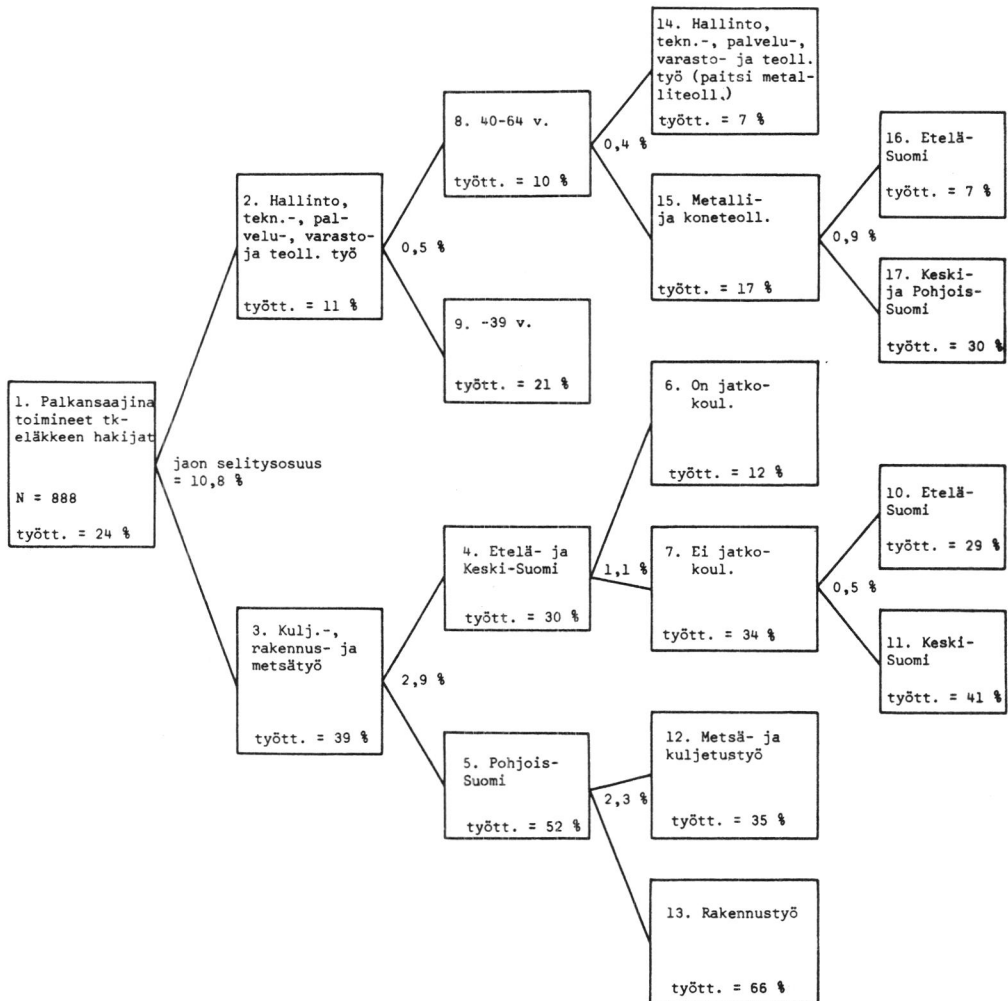 1. Palkansaajina
toimineet tk-
eläkkeen hakijat
N = 888
tyött. = 24 %
jaon selitysosuus
= 10,8 %
2. Hallinto,
tekn.-, pal-
velu-, varasto-
ja teoll. työ
tyött. = 11 %
0,5 %
3. Kulj.-,
rakennus- ja
metsätyö
tyött. = 39 %
2,9 %
8. 40-64 v.
tyött. = 10 %
0,4 %
9. -39 v.
tyött. = 21 %
4. Etelä- ja
Keski-Suomi
tyött. = 30 %
1,1 %
5. Pohjois-
Suomi
tyött. = 52 %
2,3 %
14. Hallinto,
tekn.-, palvelu-,
varasto- ja teoll.
työ (paitsi metal-
liteoll.)
tyött. = 7 %
15. Metalli-
ja koneteoll.
tyött. = 17 %
0,9 %
6. On jatko-
koul.
tyött. = 12 %
7. Ei jatko-
koul.
tyött. = 34 %
0,5 %
12. Metsä- ja
kuljetustyö
tyött. = 35 %
13. Rakennustyö
tyött. = 66 %
16. Etelä-
Suomi
tyött. = 7 %
17. Keski-
ja Pohjois-
Suomi
tyött. = 30 %
10. Etelä-
Suomi
tyött. = 29 %
11. Keski-
Suomi
tyött. = 41 %